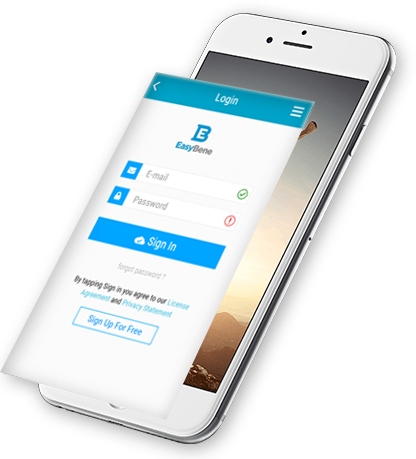 Login
EasyBene
E-mail
Password
Sign In
forgot password ?
By tapping Sign in you agree to our License
Agreement and Privacy Statement
Sign Up For Free